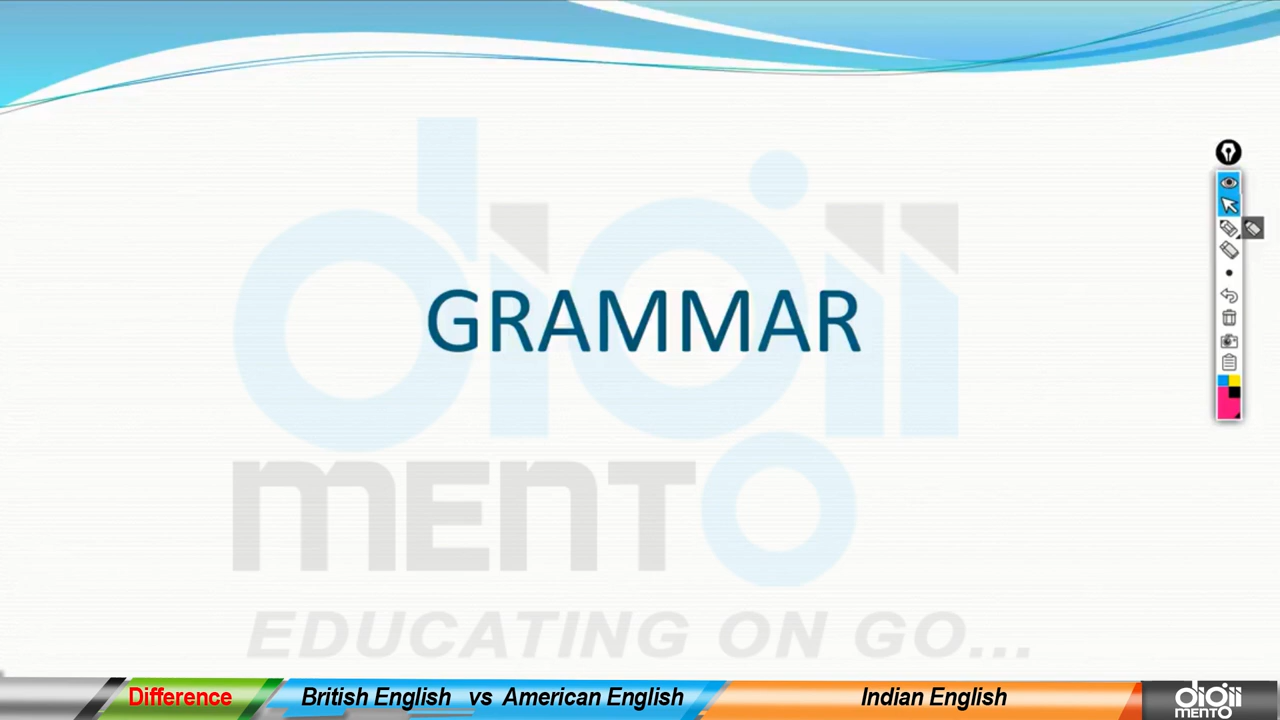 GRAMMAR
digii
MENTO
EDUCATING ON GO...
Difference British English vs American English Indian English
digii
MENTO